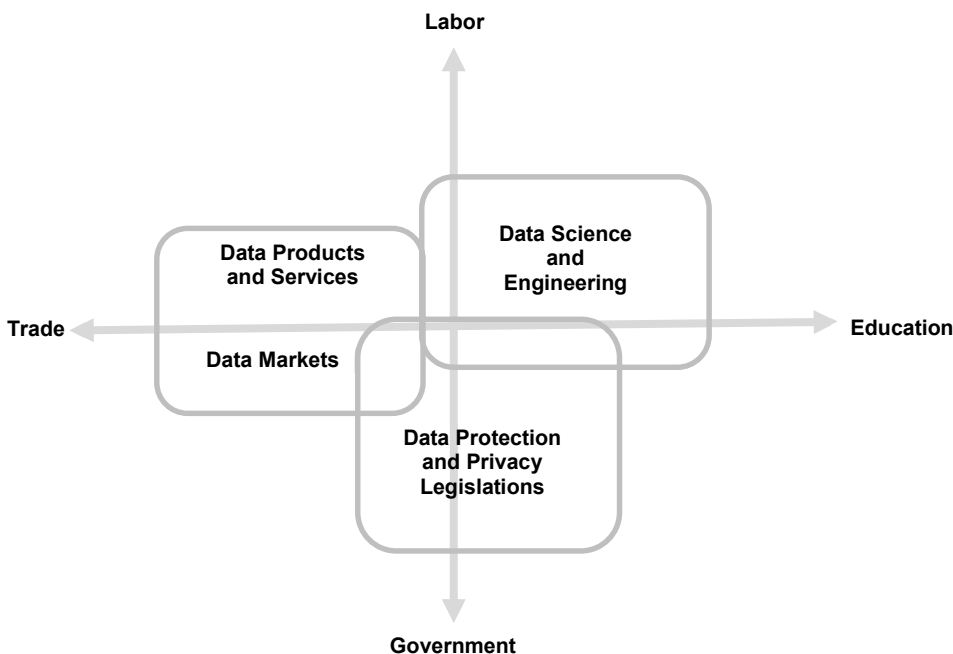 Labor
Data Science
and
Engineering
Data Products
and Services
Trade
Education
Data Markets
Data Protection
and Privacy
Legislations
Government